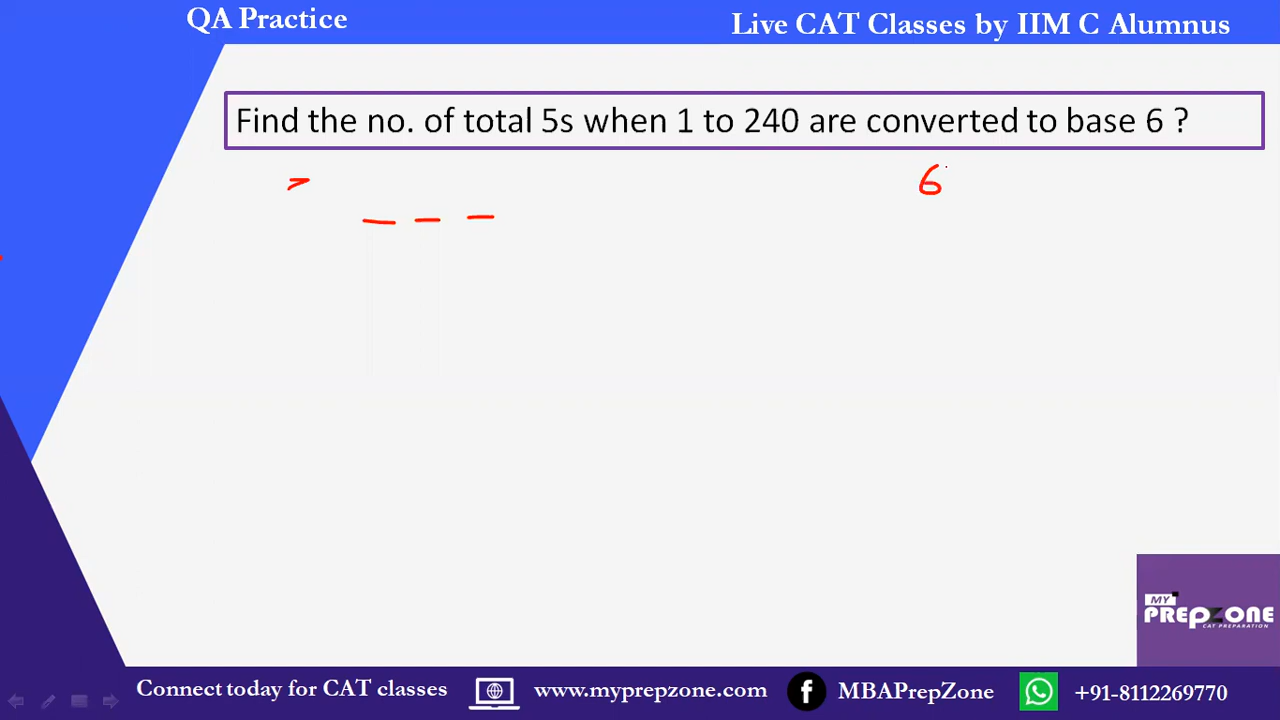 QA Practice
Live CAT Classes by IIM C Alumnus
Find the no. of total 5s when 1 to 240 are converted to base 6 ?
6
_ _ _
MY
PREPZONE
CAT PREPARATION
Connect today for CAT classes
www.myprepzone.com
MBAPrepZone
+91-8112269770